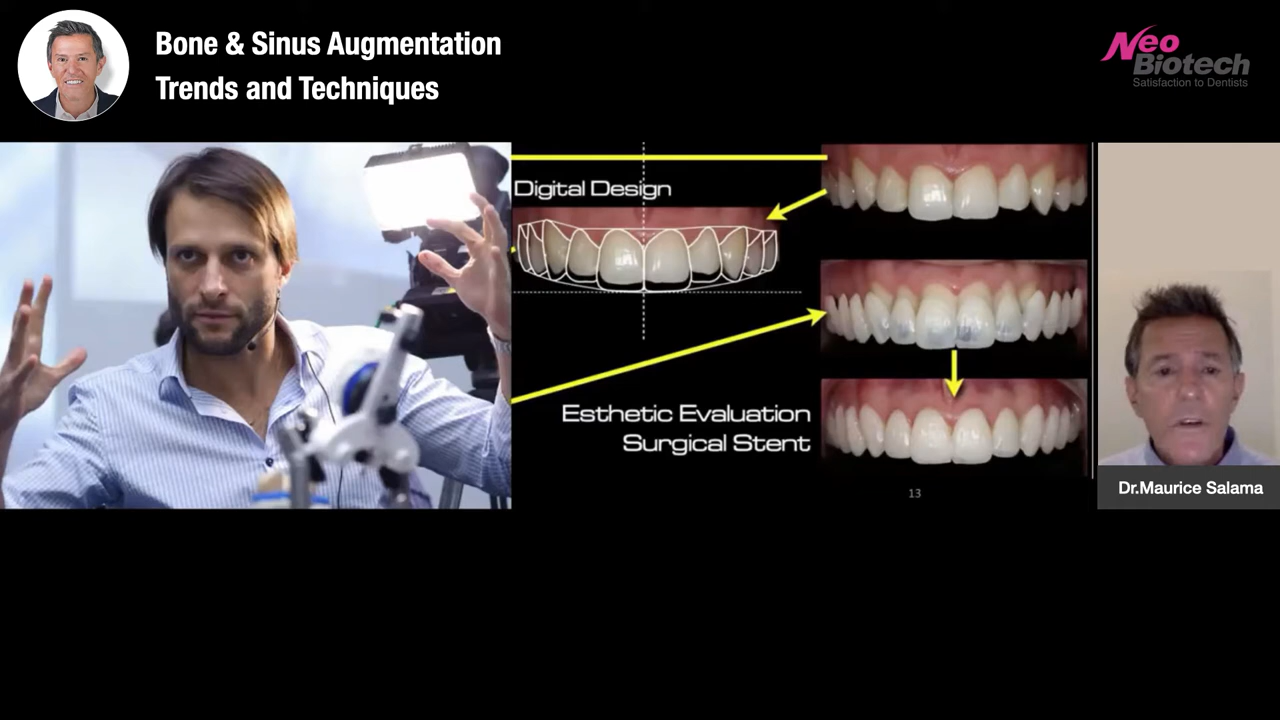 Bone & Sinus Augmentation
Trends and Techniques
Neo
Biotech
Satisfaction to Dentists
Digital Design
Esthetic Evaluation
Surgical Stent
13
Dr.Maurice Salama